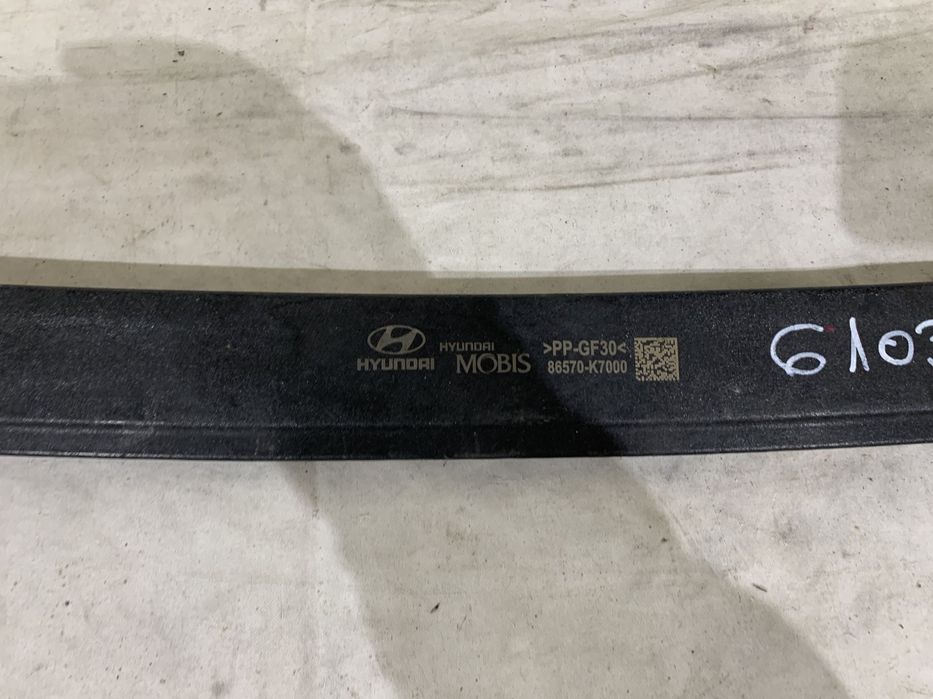 HYUNDAI
HYUNDAI
MOBIS
>PP-GF30<
86570-K7000
6103